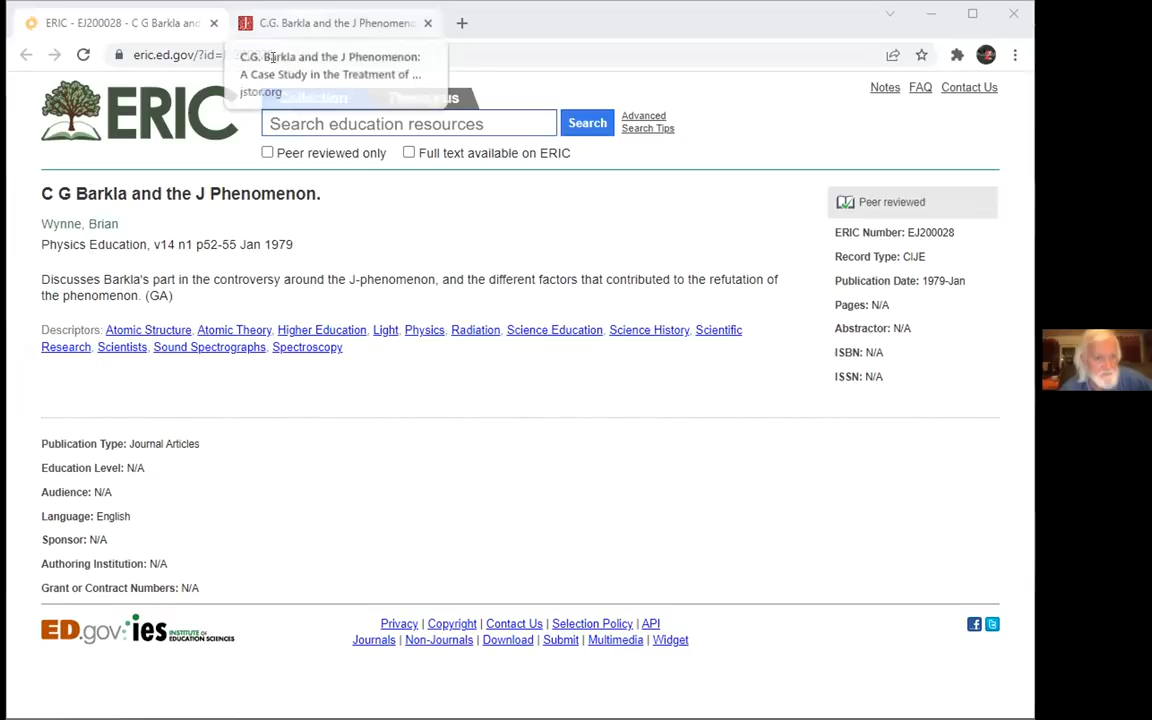 ERIC - EJ200028 - C G Barkla and
C.G. Barkla and the J Phenomeno
eric.ed.gov/?id=
C.G. Barkla and the J Phenomenon:
A Case Study in the Treatment of ...
jstor.org
Collection
Notes FAQ Contact Us
ERIC
Search education resources
Search
Advanced
Search Tips
Peer reviewed only
Full text available on ERIC
C G Barkla and the J Phenomenon.
Wynne, Brian
Physics Education, v14 n1 p52-55 Jan 1979
Discusses Barkla's part in the controversy around the J-phenomenon, and the different factors that contributed to the refutation of
the phenomenon. (GA)
Descriptors: Atomic Structure, Atomic Theory, Higher Education, Light, Physics, Radiation, Science Education, Science History, Scientific
Research, Scientists, Sound Spectrographs, Spectroscopy
Peer reviewed
ERIC Number: EJ200028
Record Type: CIJE
Publication Date: 1979-Jan
Pages: N/A
Abstractor: N/A
ISBN: N/A
ISSN: N/A
Publication Type: Journal Articles
Education Level: N/A
Audience: N/A
Language: English
Sponsor: N/A
Authoring Institution: N/A
Grant or Contract Numbers: N/A
ED.gov ies INSTITUTE OF
EDUCATION SCIENCES
Privacy | Copyright | Contact Us | Selection Policy | API
Journals | Non-Journals | Download | Submit | Multimedia | Widget